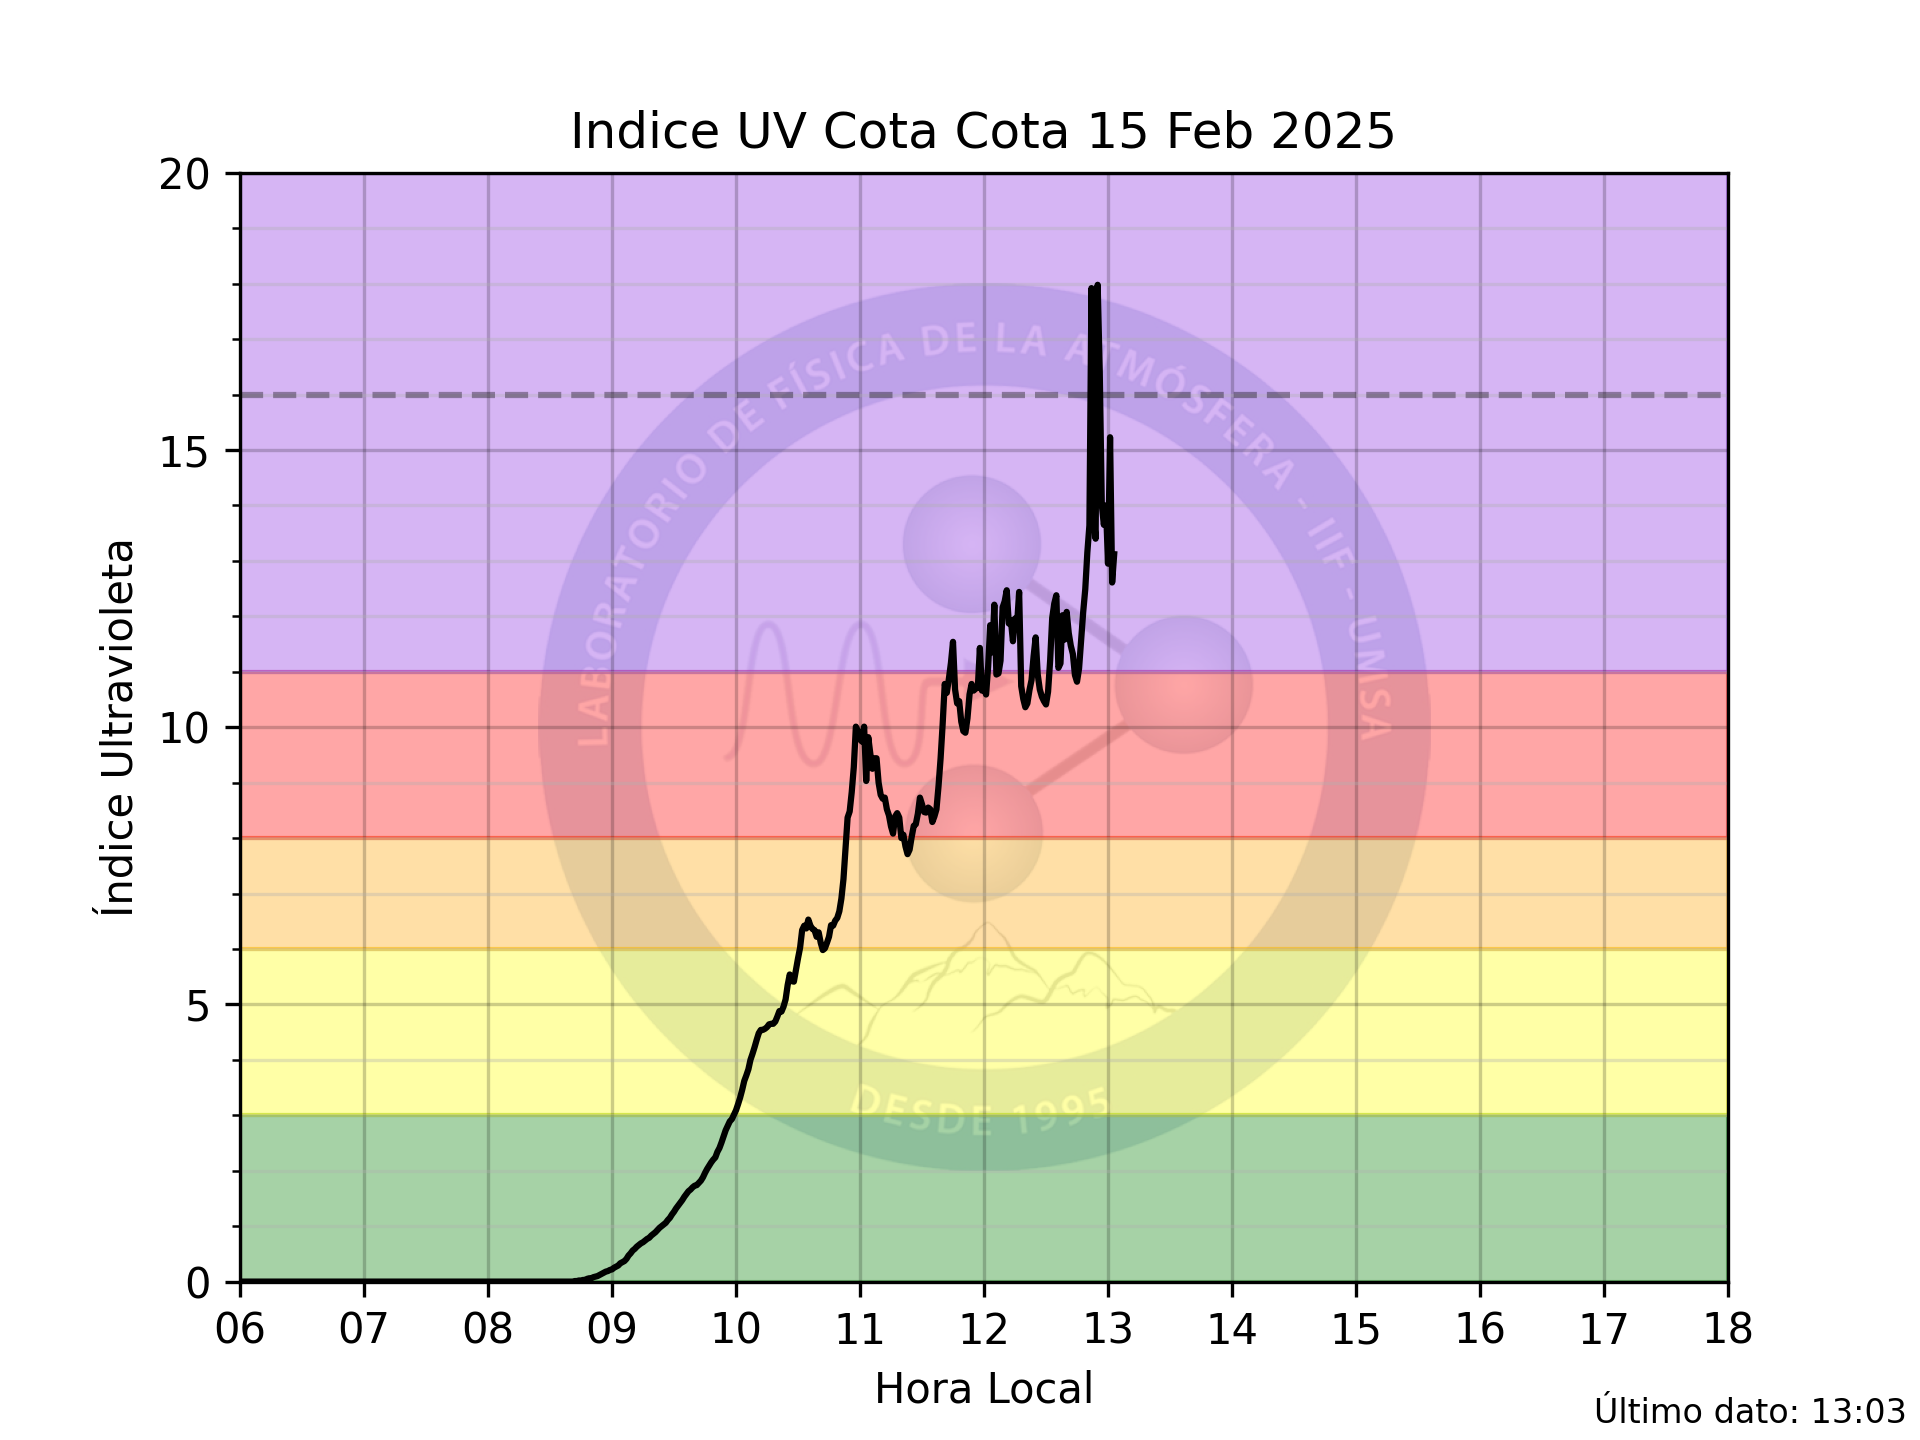 Indice UV Cota Cota 15 Feb 2025
20
15
10
5
0
Índice Ultravioleta
LABORATORIO DE FÍSICA DE LA ATMÓSFERA - IIF - UMSA
DESDE 1995
06 07 08 09 10 11 12 13 14 15 16 17 18
Hora Local
Último dato: 13:03